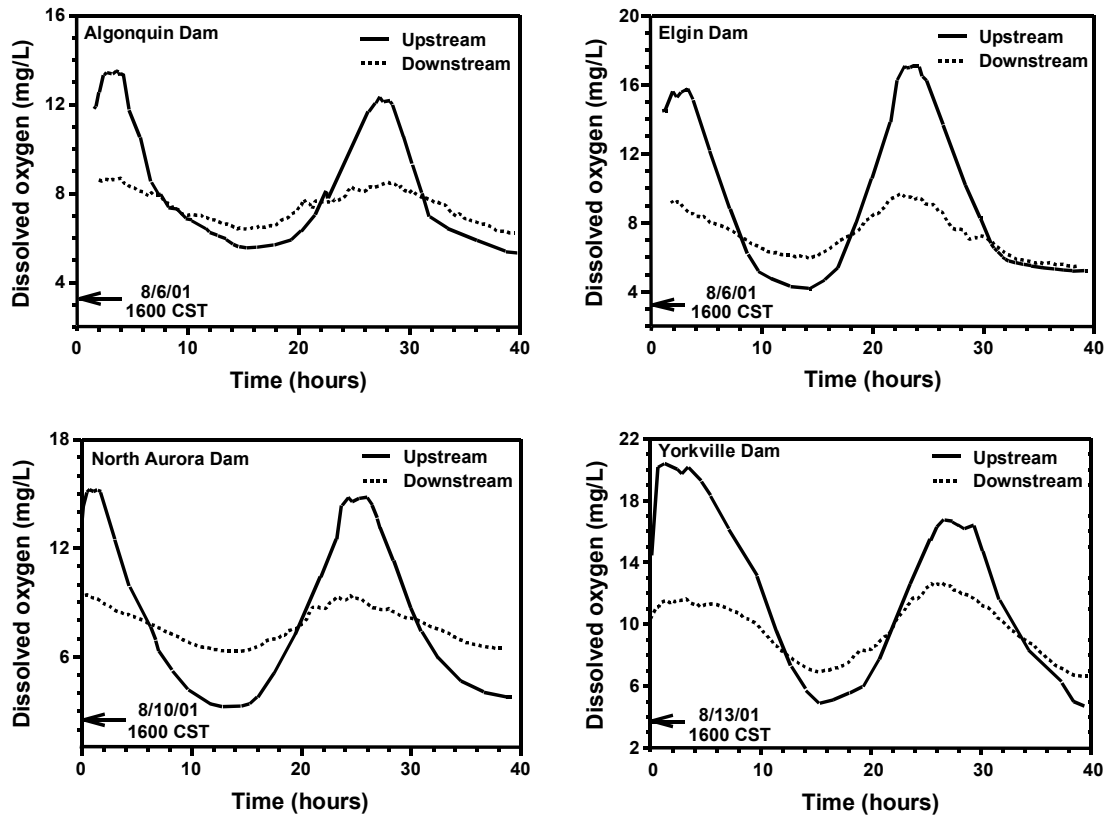 Algonquin Dam
Upstream
Downstream
Dissolved oxygen (mg/L)
16
12
8
4
8/6/01
1600 CST
0
10
20
30
40
Time (hours)
Elgin Dam
Upstream
Downstream
Dissolved oxygen (mg/L)
20
16
12
8
4
8/6/01
1600 CST
0
10
20
30
40
Time (hours)
North Aurora Dam
Upstream
Downstream
Dissolved oxygen (mg/L)
18
12
6
8/10/01
1600 CST
0
10
20
30
40
Time (hours)
Yorkville Dam
Upstream
Downstream
Dissolved oxygen (mg/L)
22
18
14
10
6
2
8/13/01
1600 CST
0
10
20
30
40
Time (hours)